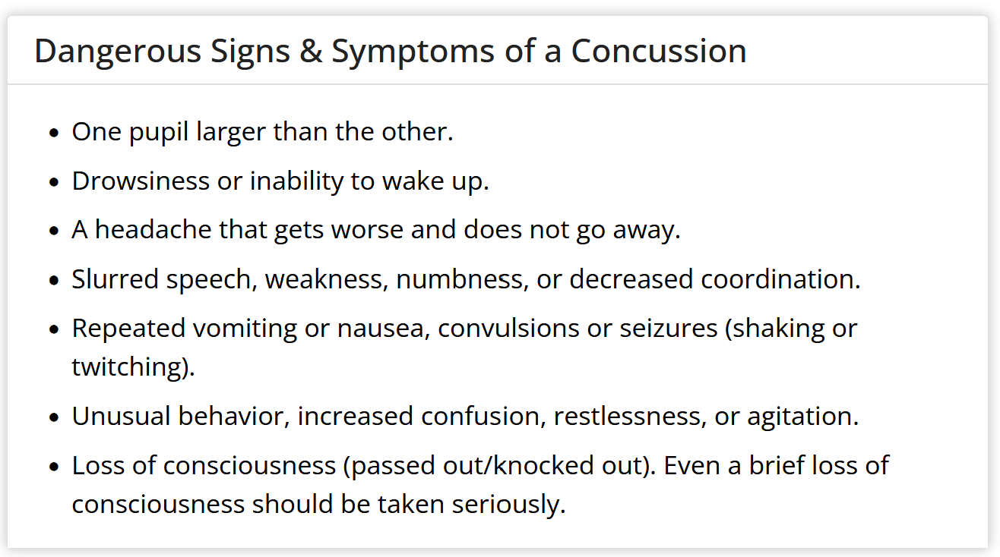 Dangerous Signs & Symptoms of a Concussion
• One pupil larger than the other.
• Drowsiness or inability to wake up.
• A headache that gets worse and does not go away.
• Slurred speech, weakness, numbness, or decreased coordination.
• Repeated vomiting or nausea, convulsions or seizures (shaking or
twitching).
• Unusual behavior, increased confusion, restlessness, or agitation.
• Loss of consciousness (passed out/knocked out). Even a brief loss of
consciousness should be taken seriously.